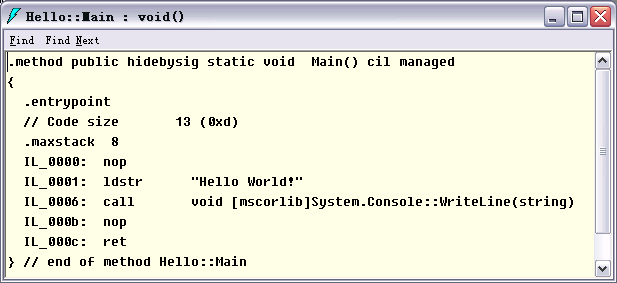 Hello::Main : void()
Find Find Next
.method public hidebysig static void  Main() cil managed
{
  .entrypoint
  // Code size       13 (0xd)
  .maxstack  8
  IL_0000:  nop
  IL_0001:  ldstr      "Hello World!"
  IL_0006:  call       void [mscorlib]System.Console::WriteLine(string)
  IL_000b:  nop
  IL_000c:  ret
} // end of method Hello::Main